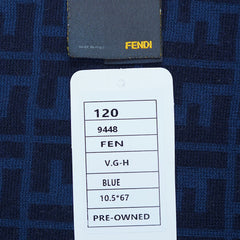 FENDI
120
9448
FEN
V.G-H
BLUE
10.5*67
PRE-OWNED